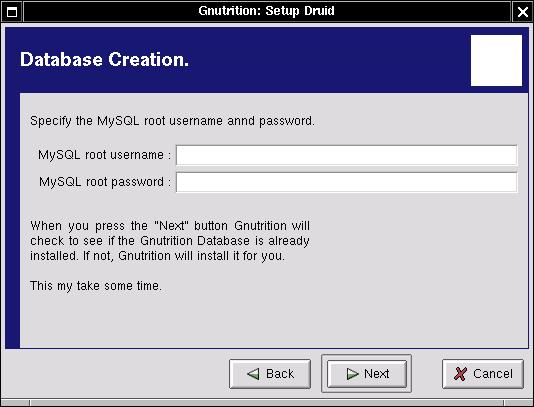 Gnutrition: Setup Druid
Database Creation.
Specify the MySQL root username annd password.
MySQL root username :
MySQL root password :
When you press the "Next" button Gnutrition will
check to see if the Gnutrition Database is already
installed. If not, Gnutrition will install it for you.
This my take some time.
Back Next Cancel